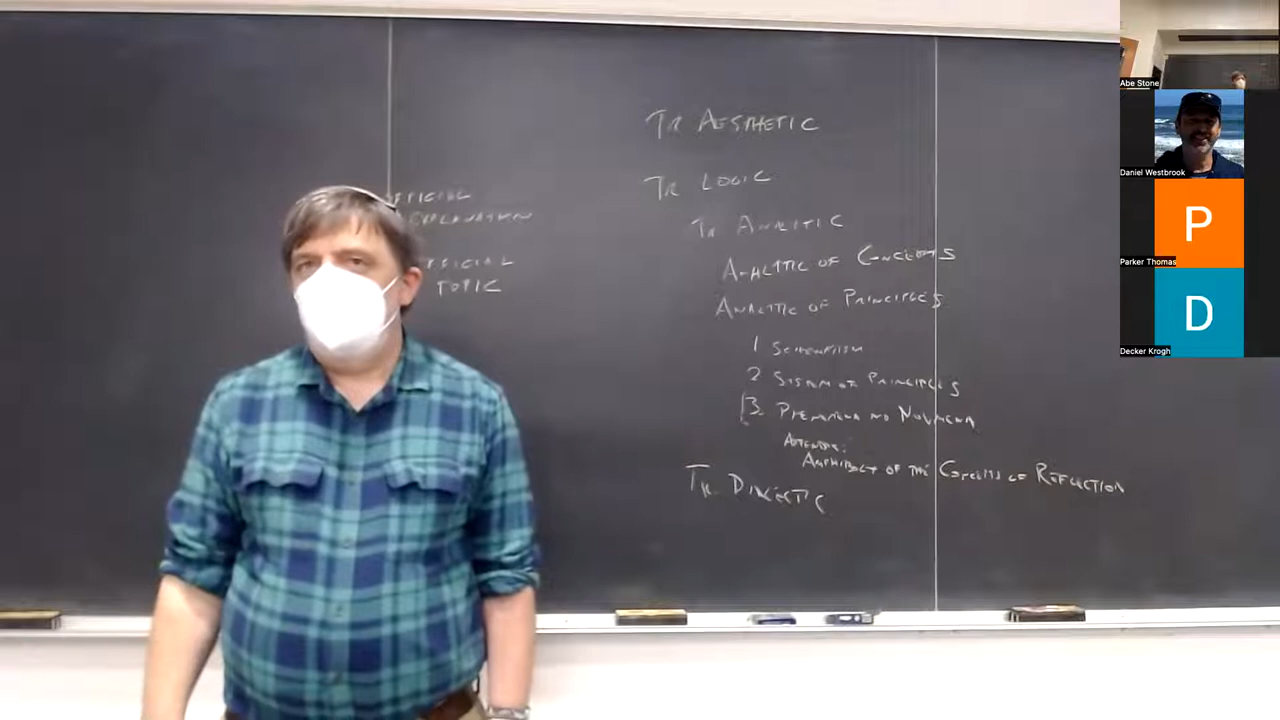 TR AESTHETIC
TR LOGIC
TR ANALYTIC
ANALYTIC OF CONCEPTS
ANALYTIC OF PRINCIPLES
1 SCHEMATISM
2 SYSTEM OF PRINCIPLES
3. PHENOMENA AND NOUMENA
APPENDIX:
AMPHIBOLY OF THE CONCEPTS OF REFLECTION
TR. DIALECTIC
FFICIAL
EXPLANATION
FFICIAL
TOPIC
Abe Stone
Daniel Westbrook
P
Parker Thomas
D
Decker Krogh